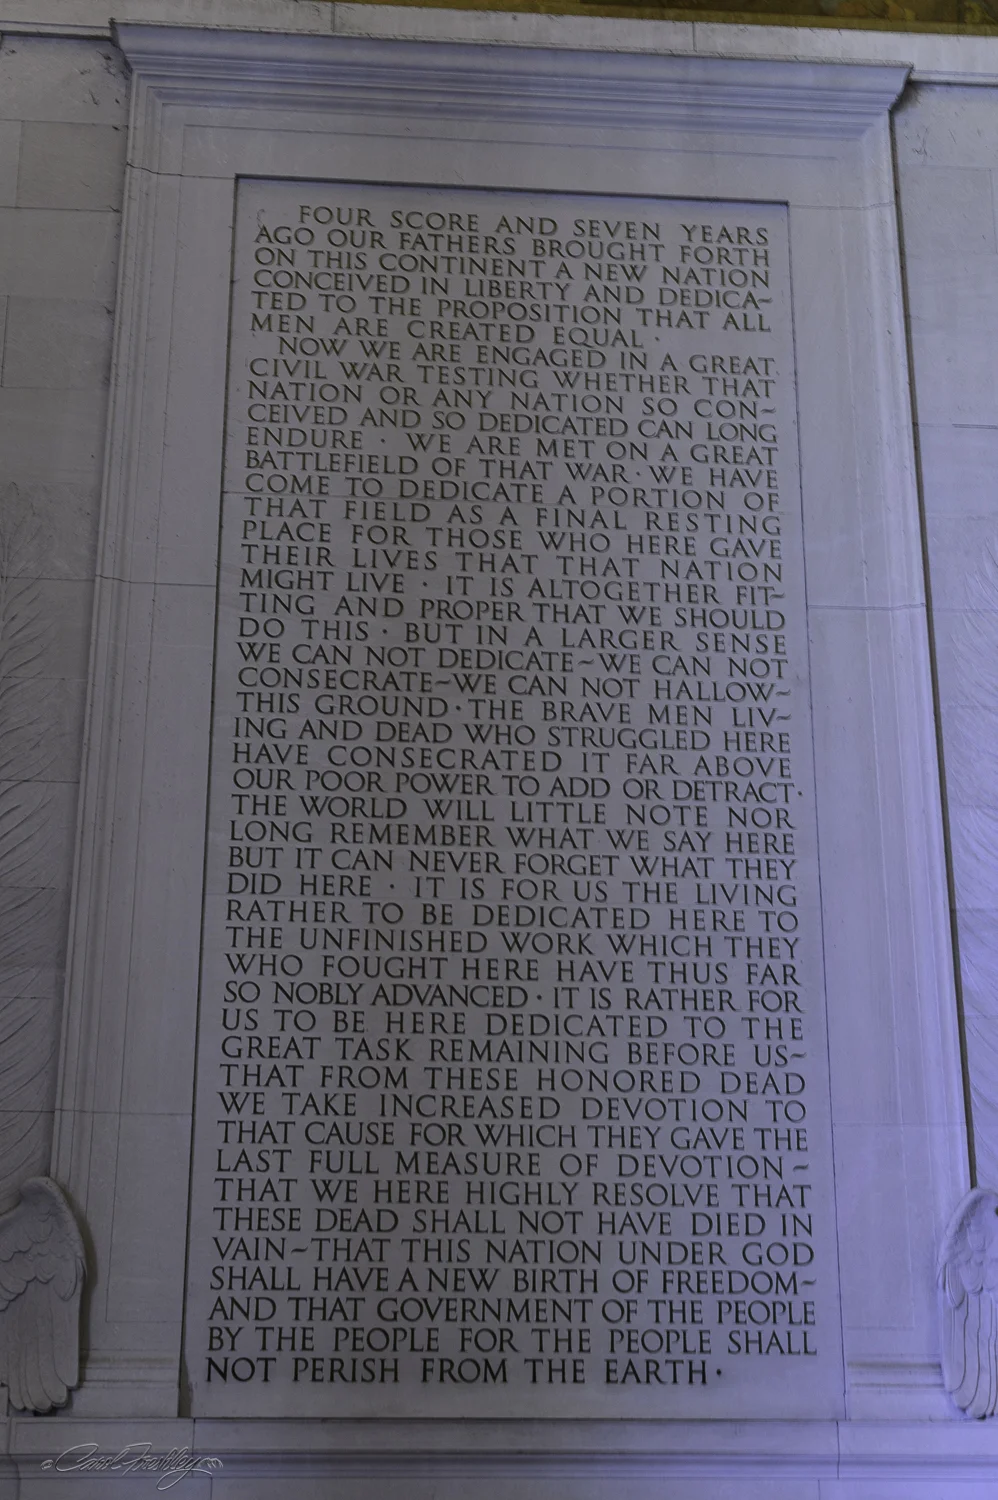 FOUR SCORE AND SEVEN YEARS
AGO OUR FATHERS BROUGHT FORTH
ON THIS CONTINENT A NEW NATION
CONCEIVED IN LIBERTY AND DEDICA~
TED TO THE PROPOSITION THAT ALL
MEN ARE CREATED EQUAL ·
NOW WE ARE ENGAGED IN A GREAT
CIVIL WAR TESTING WHETHER THAT
NATION OR ANY NATION SO CON~
CEIVED AND SO DEDICATED CAN LONG
ENDURE · WE ARE MET ON A GREAT
BATTLEFIELD OF THAT WAR · WE HAVE
COME TO DEDICATE A PORTION OF
THAT FIELD AS A FINAL RESTING
PLACE FOR THOSE WHO HERE GAVE
THEIR LIVES THAT THAT NATION
MIGHT LIVE · IT IS ALTOGETHER FIT~
TING AND PROPER THAT WE SHOULD
DO THIS · BUT IN A LARGER SENSE
WE CAN NOT DEDICATE~WE CAN NOT
CONSECRATE~WE CAN NOT HALLOW~
THIS GROUND · THE BRAVE MEN LIV~
ING AND DEAD WHO STRUGGLED HERE
HAVE CONSECRATED IT FAR ABOVE
OUR POOR POWER TO ADD OR DETRACT·
THE WORLD WILL LITTLE NOTE NOR
LONG REMEMBER WHAT WE SAY HERE
BUT IT CAN NEVER FORGET WHAT THEY
DID HERE · IT IS FOR US THE LIVING
RATHER TO BE DEDICATED HERE TO
THE UNFINISHED WORK WHICH THEY
WHO FOUGHT HERE HAVE THUS FAR
SO NOBLY ADVANCED · IT IS RATHER FOR
US TO BE HERE DEDICATED TO THE
GREAT TASK REMAINING BEFORE US~
THAT FROM THESE HONORED DEAD
WE TAKE INCREASED DEVOTION TO
THAT CAUSE FOR WHICH THEY GAVE THE
LAST FULL MEASURE OF DEVOTION~
THAT WE HERE HIGHLY RESOLVE THAT
THESE DEAD SHALL NOT HAVE DIED IN
VAIN~THAT THIS NATION UNDER GOD
SHALL HAVE A NEW BIRTH OF FREEDOM~
AND THAT GOVERNMENT OF THE PEOPLE
BY THE PEOPLE FOR THE PEOPLE SHALL
NOT PERISH FROM THE EARTH ·